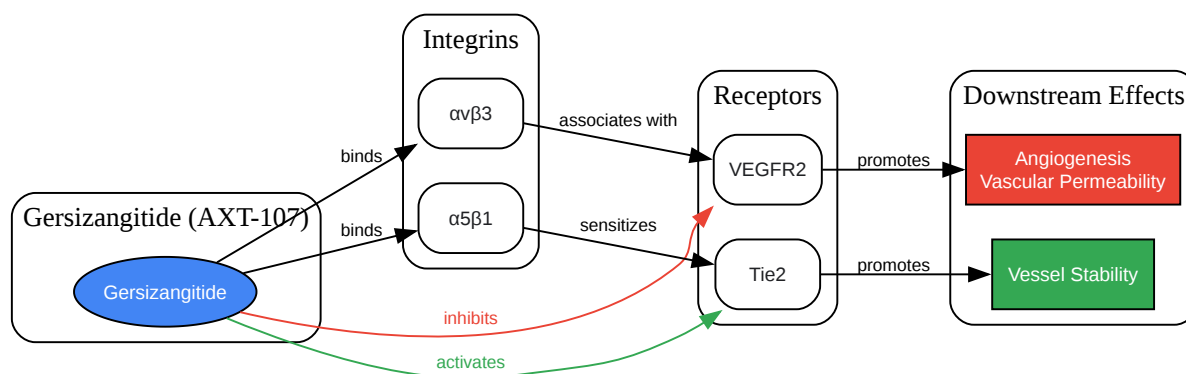 Integrins
αvβ3
α5β1
Receptors
VEGFR2
Tie2
Downstream Effects
Angiogenesis
Vascular Permeability
Vessel Stability
Gersizangitide (AXT-107)
Gersizangitide
binds
binds
associates with
sensitizes
promotes
promotes
inhibits
activates